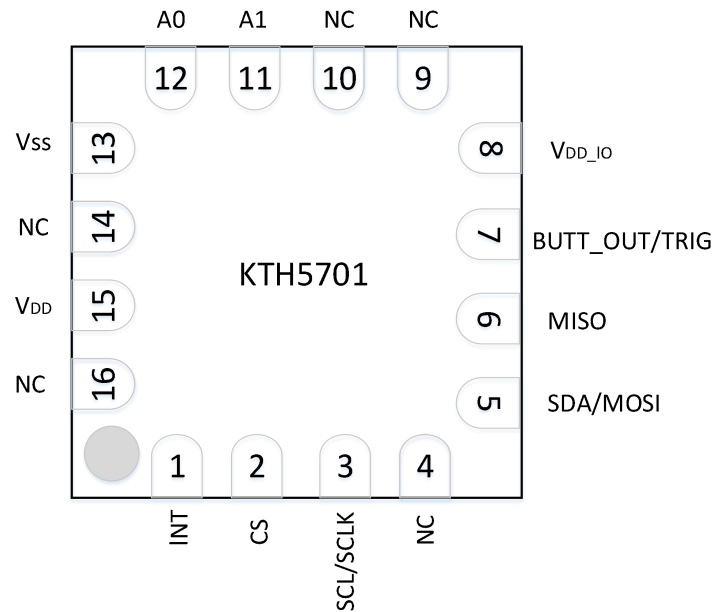 A0 A1 NC NC
12 11 10 9
Vss 13 8 VDD_IO
NC 14 7 BUTT_OUT/TRIG
KTH5701
VDD 15 6 MISO
NC 16 5 SDA/MOSI
1 2 3 4
INT CS SCL/SCLK NC